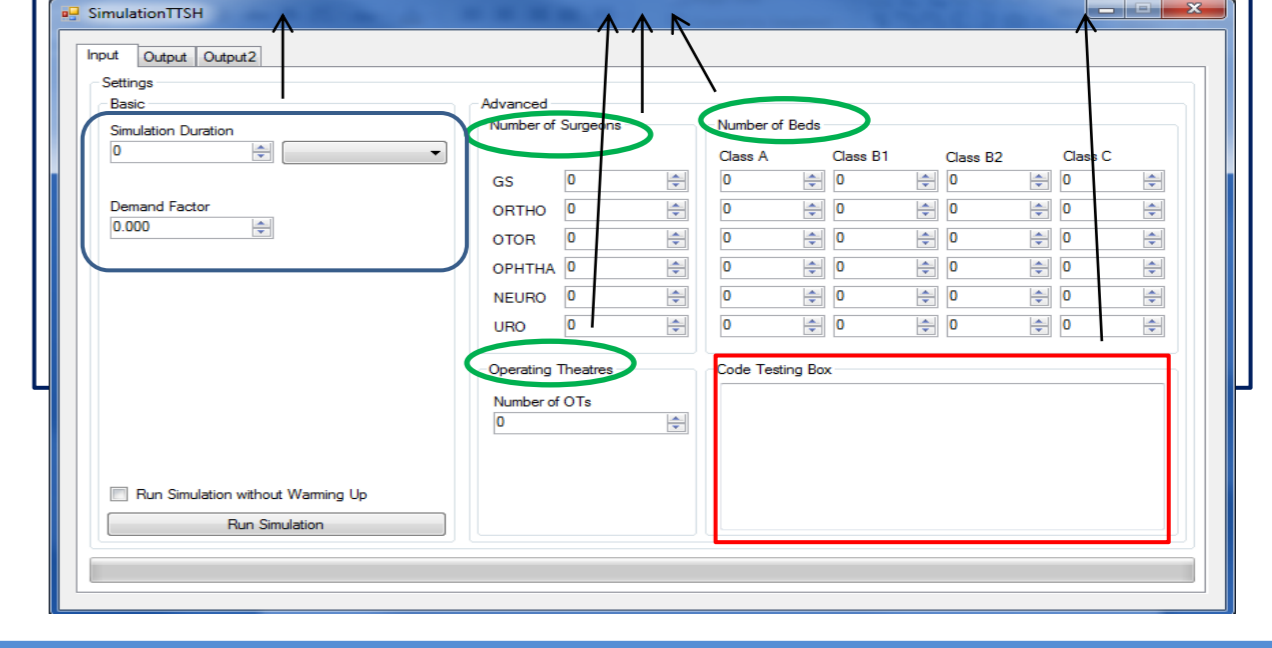 SimulationTTSH
Input Output Output2
Settings
Basic
Simulation Duration
0
Demand Factor
0.000
Run Simulation without Warming Up
Run Simulation
Advanced
Number of Surgeons
GS 0
ORTHO 0
OTOR 0
OPHTHA 0
NEURO 0
URO 0
Number of Beds
Class A Class B1 Class B2 Class C
0 0 0 0
0 0 0 0
0 0 0 0
0 0 0 0
0 0 0 0
0 0 0 0
Operating Theatres
Number of OTs
0
Code Testing Box